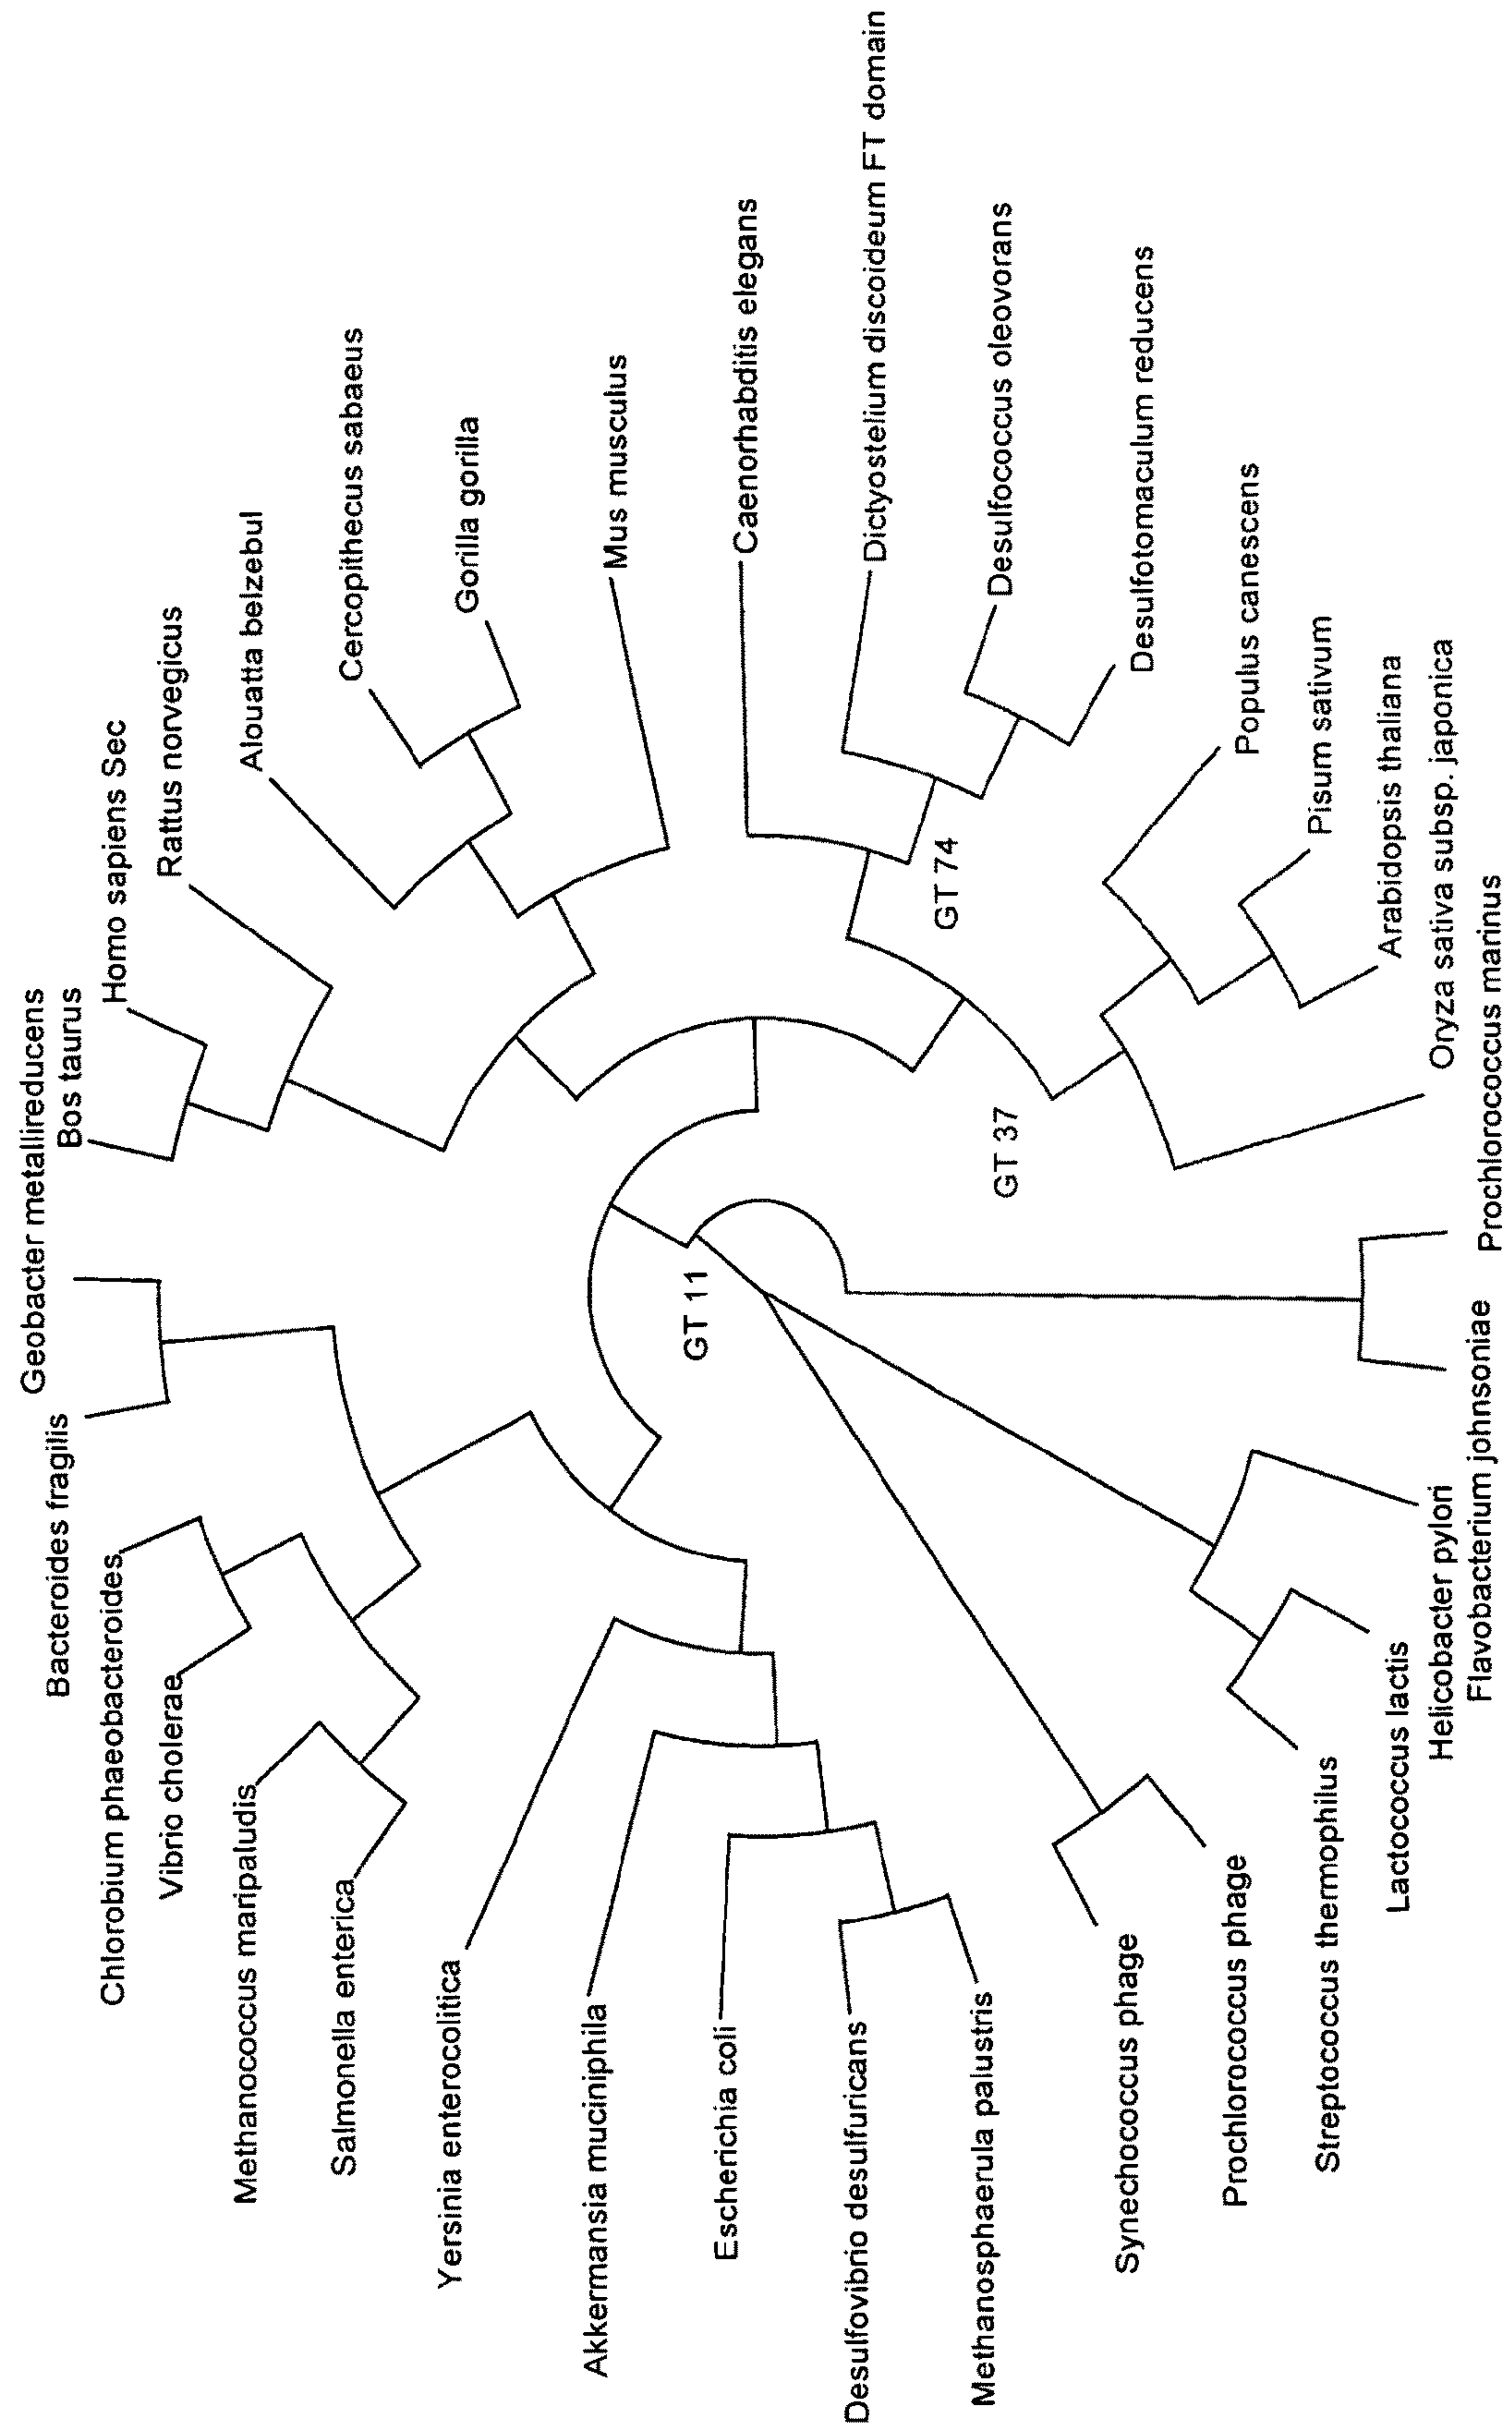 Geobacter metallireducens
Bos taurus
Homo sapiens Sec
Rattus norvegicus
Alouatta belzebul
Cercopithecus sabaeus
Gorilla gorilla
Mus musculus
Caenorhabditis elegans
Dictyostelium discoideum FT domain
Desulfococcus oleovorans
Desulfotomaculum reducens
Populus canescens
Pisum sativum
Arabidopsis thaliana
Oryza sativa subsp. japonica
Prochlorococcus marinus
Flavobacterium johnsoniae
Helicobacter pylori
Lactococcus lactis
Streptococcus thermophilus
Prochlorococcus phage
Synechococcus phage
Methanosphaerula palustris
Desulfovibrio desulfuricans
Escherichia coli
Akkermansia muciniphila
Yersinia enterocolitica
Salmonella enterica
Methanococcus maripaludis
Vibrio cholerae
Chlorobium phaeobacteroides
Bacteroides fragilis
GT 11
GT 74
GT 37